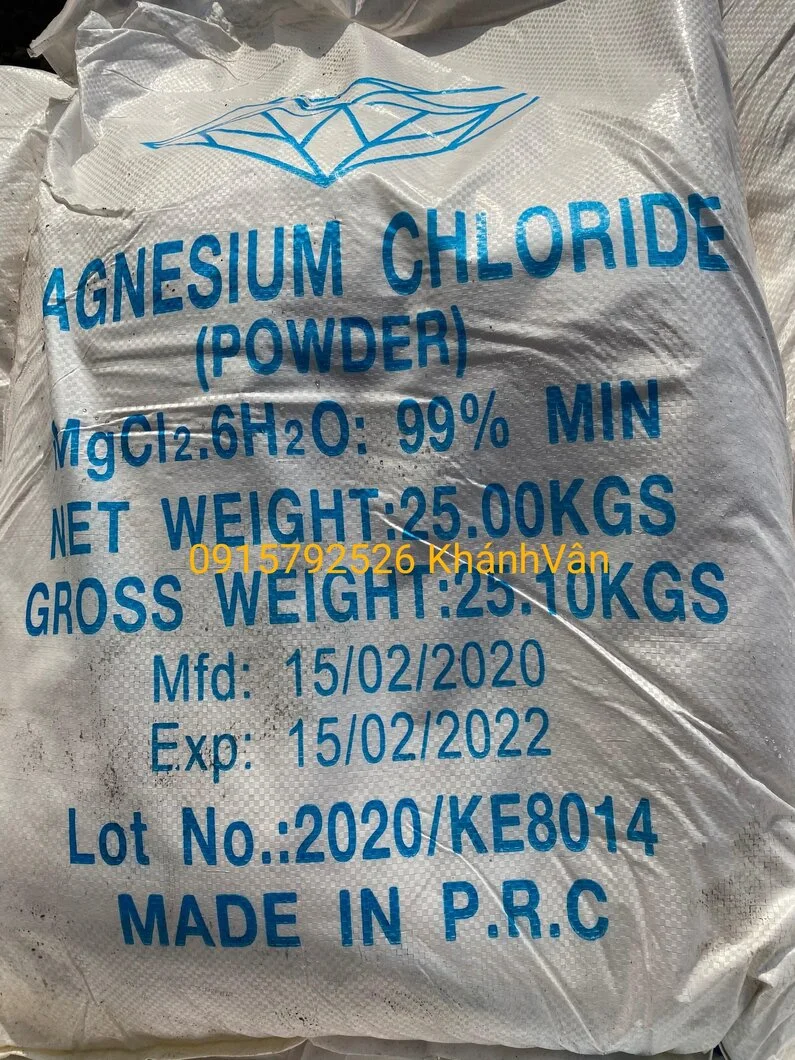 AGNESIUM CHLORIDE
(POWDER)
MgCl₂.6H₂O: 99% MIN
NET WEIGHT:25.00KGS
0915792526 KhánhVân
GROSS WEIGHT:25.10KGS
Mfd: 15/02/2020
Exp: 15/02/2022
Lot No.:2020/KE8014
MADE IN P.R.C